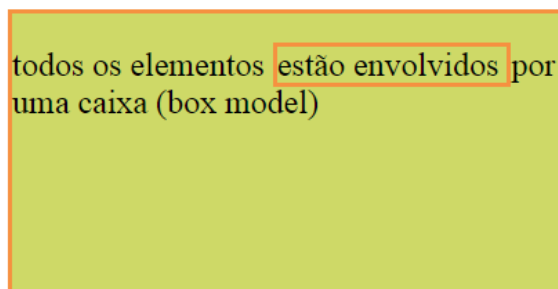 todos os elementos estão envolvidos por
uma caixa (box model)